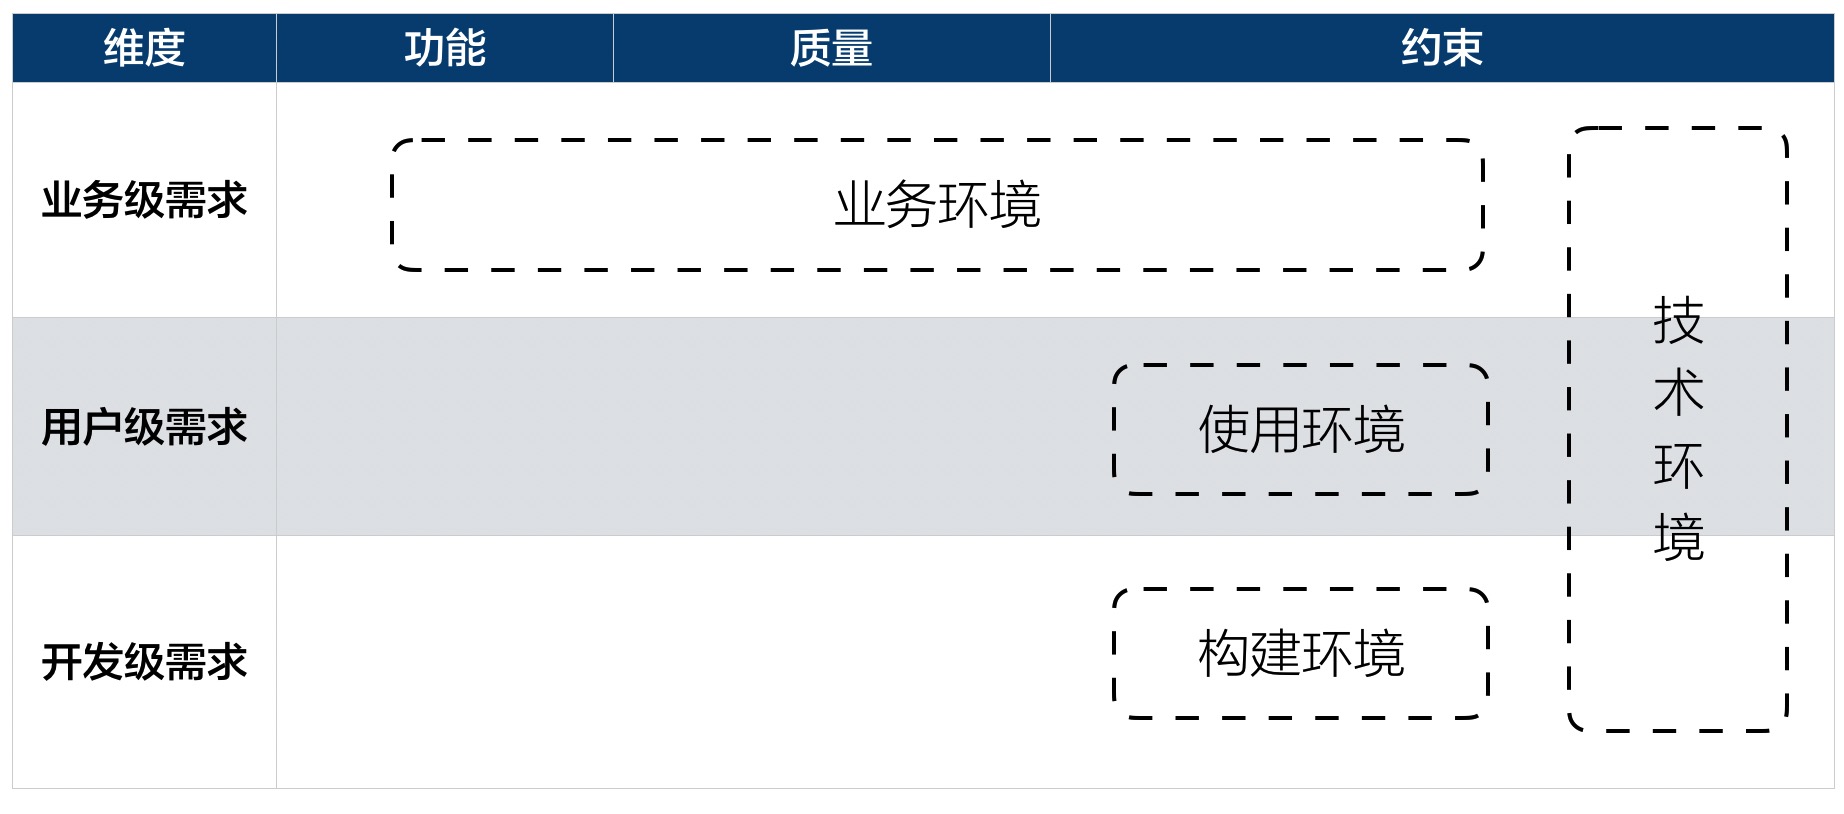 维度 功能 质量 约束
业务级需求 业务环境
技术环境
用户级需求 使用环境
开发级需求 构建环境